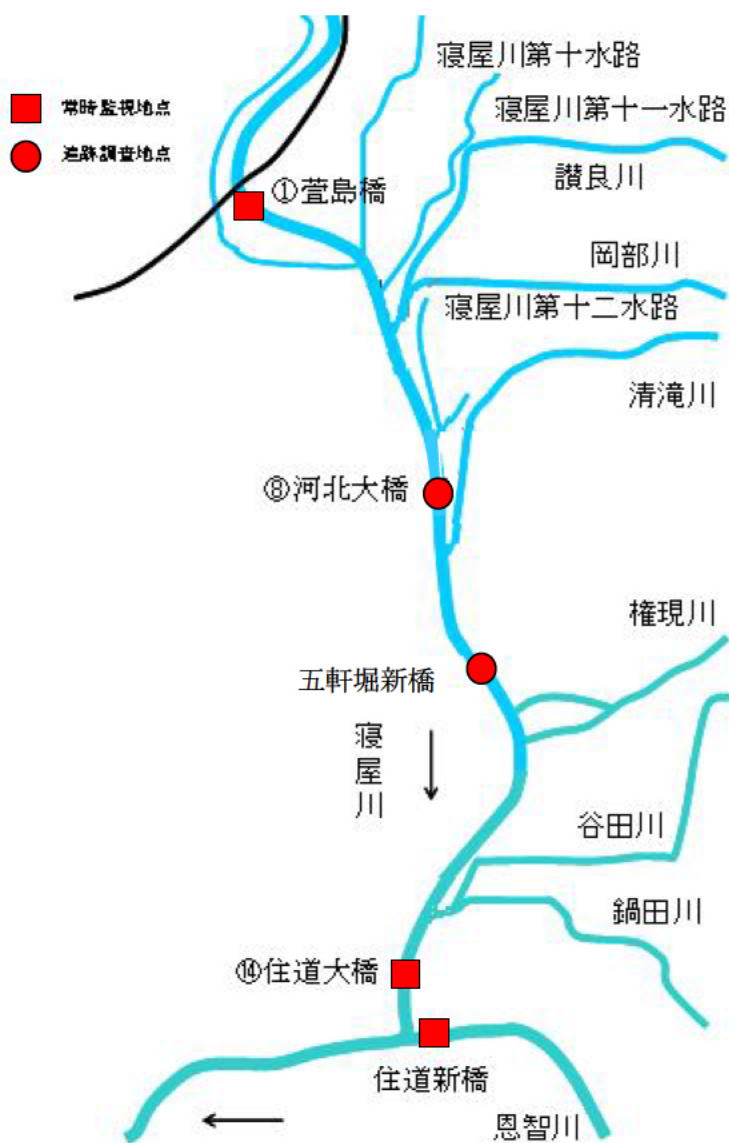 寝屋川第十水路
常時監視地点
寝屋川第十一水路
追跡調査地点
讃良川
①萱島橋
岡部川
寝屋川第十二水路
清滝川
⑧河北大橋
権現川
五軒堀新橋
寝屋川
谷田川
鍋田川
⑭住道大橋
住道新橋
恩智川